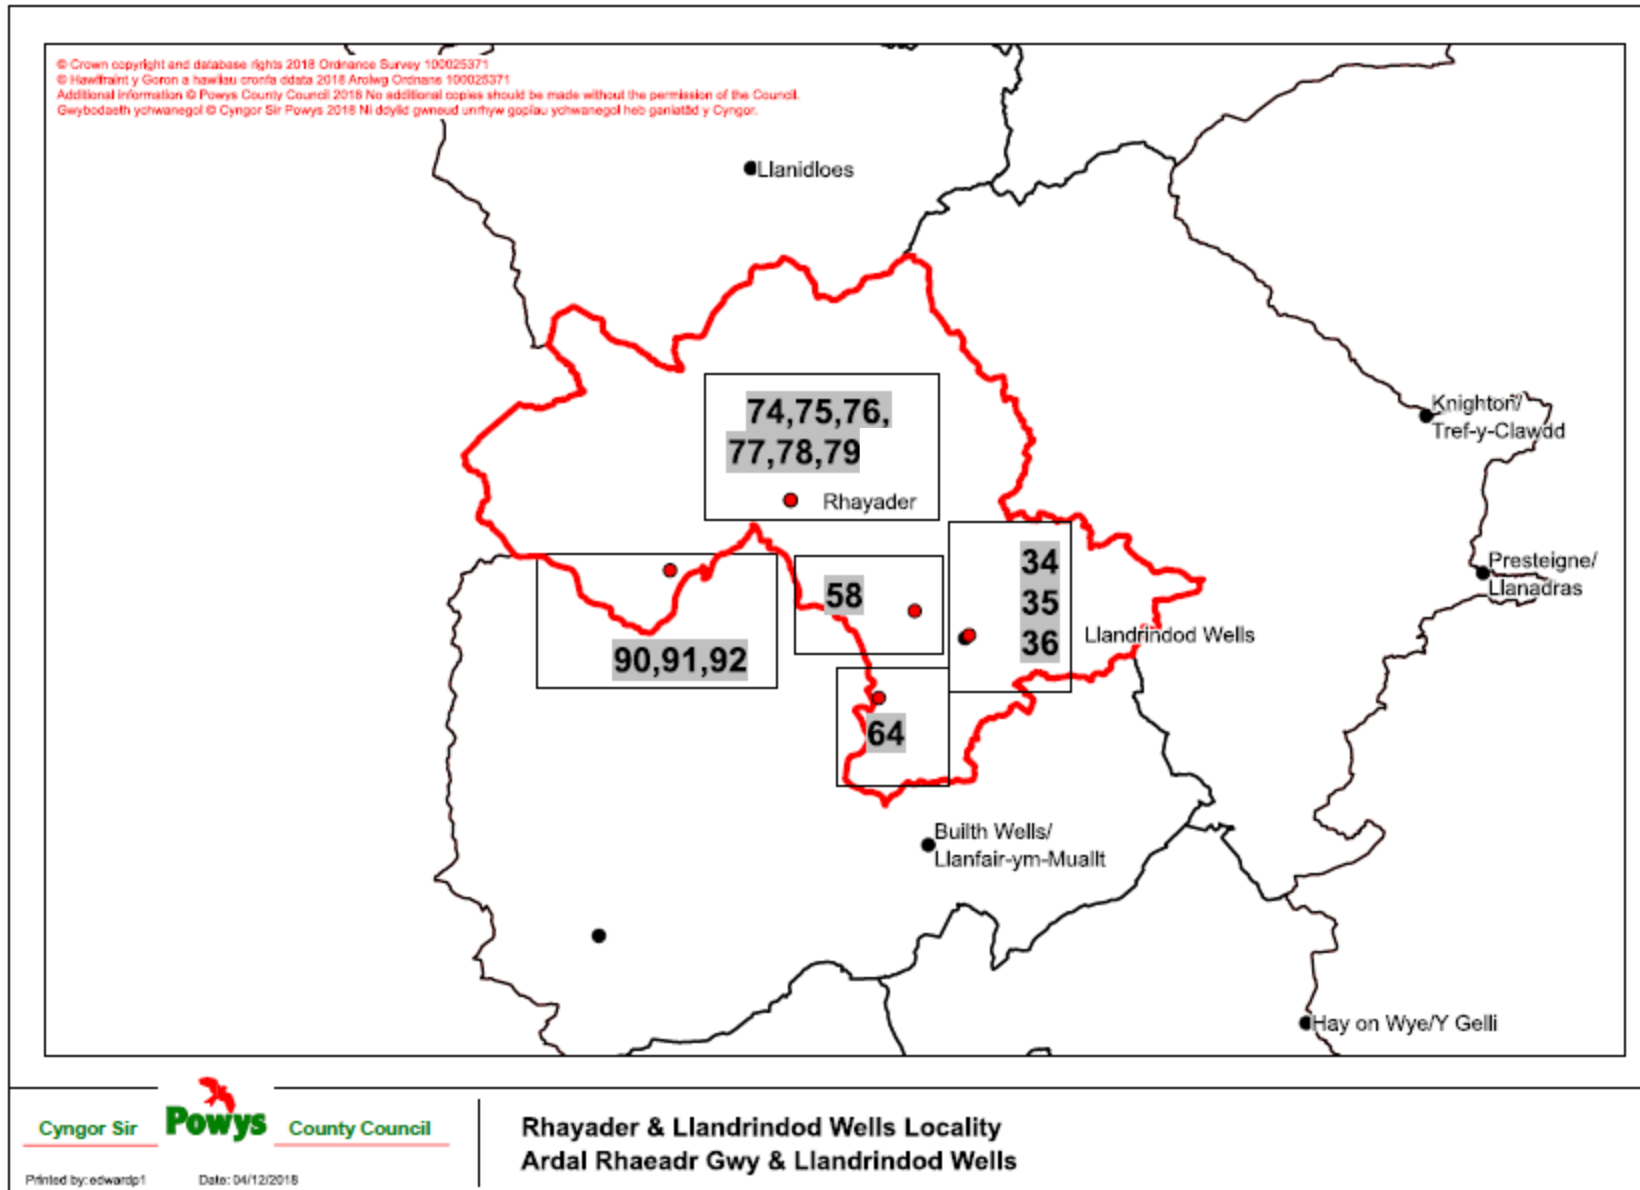 © Crown copyright and database rights 2018 Ordnance Survey 100025371
© Hawlfraint y Goron a hawliau cronfa ddata 2018 Arolwg Ordnans 100025371
Additional information © Powys County Council 2018 No additional copies should be made without the permission of the Council.
Gwybodaeth ychwanegol © Cyngor Sir Powys 2018 Ni ddylid gwneud unrhyw gopïau ychwanegol heb ganiatâd y Cyngor.
Llanidloes
74,75,76,
77,78,79
Rhayader
Knighton/
Tref-y-Clawdd
34
35
36
Presteigne/
Llanadras
58
Llandrindod Wells
90,91,92
64
Builth Wells/
Llanfair-ym-Muallt
Hay on Wye/Y Gelli
Cyngor Sir Powys County Council
Rhayader & Llandrindod Wells Locality
Ardal Rhaeadr Gwy & Llandrindod Wells
Printed by: edwardp1 Date: 04/12/2018